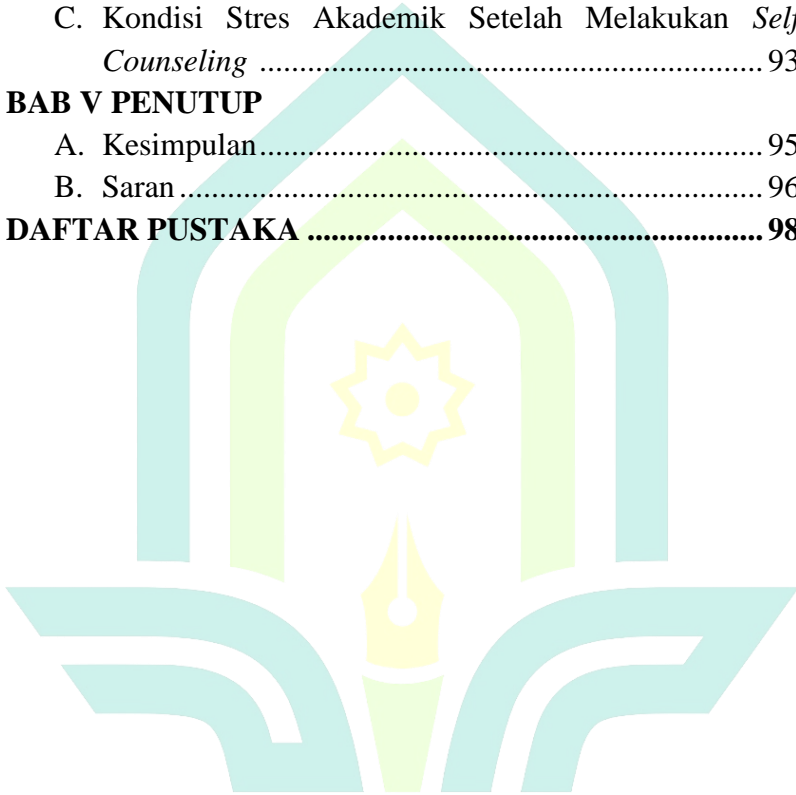 C. Kondisi Stres Akademik Setelah Melakukan Self
Counseling ................................................................ 93
BAB V PENUTUP
A. Kesimpulan................................................................ 95
B. Saran ........................................................................ 96
DAFTAR PUSTAKA ..................................................... 98